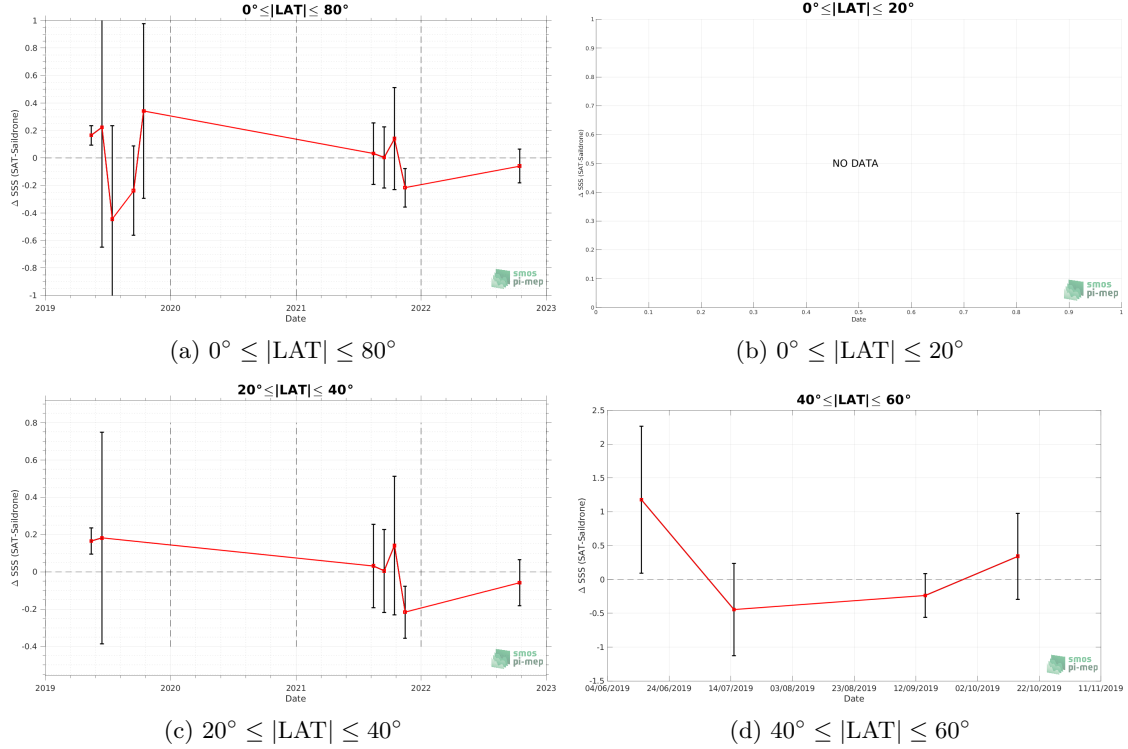 0°≤|LAT|≤ 80°
1
0.8
0.6
0.4
0.2
0
-0.2
-0.4
-0.6
-0.8
-1
Δ SSS (SAT-Saildrone)
2019
2020
2021
2022
2023
Date
smos
pi-mep
(a) 0° ≤ |LAT| ≤ 80°
0°≤|LAT|≤ 20°
1
0.9
0.8
0.7
0.6
0.5
0.4
0.3
0.2
0.1
0
Δ SSS (SAT-Saildrone)
NO DATA
0
0.1
0.2
0.3
0.4
0.5
0.6
0.7
0.8
0.9
1
Date
smos
pi-mep
(b) 0° ≤ |LAT| ≤ 20°
20°≤|LAT|≤ 40°
0.8
0.6
0.4
0.2
0
-0.2
-0.4
Δ SSS (SAT-Saildrone)
2019
2020
2021
2022
2023
Date
smos
pi-mep
(c) 20° ≤ |LAT| ≤ 40°
40°≤|LAT|≤ 60°
2.5
2
1.5
1
0.5
0
-0.5
-1
-1.5
Δ SSS (SAT-Saildrone)
04/06/2019
24/06/2019
14/07/2019
03/08/2019
23/08/2019
12/09/2019
02/10/2019
22/10/2019
11/11/2019
Date
smos
pi-mep
(d) 40° ≤ |LAT| ≤ 60°